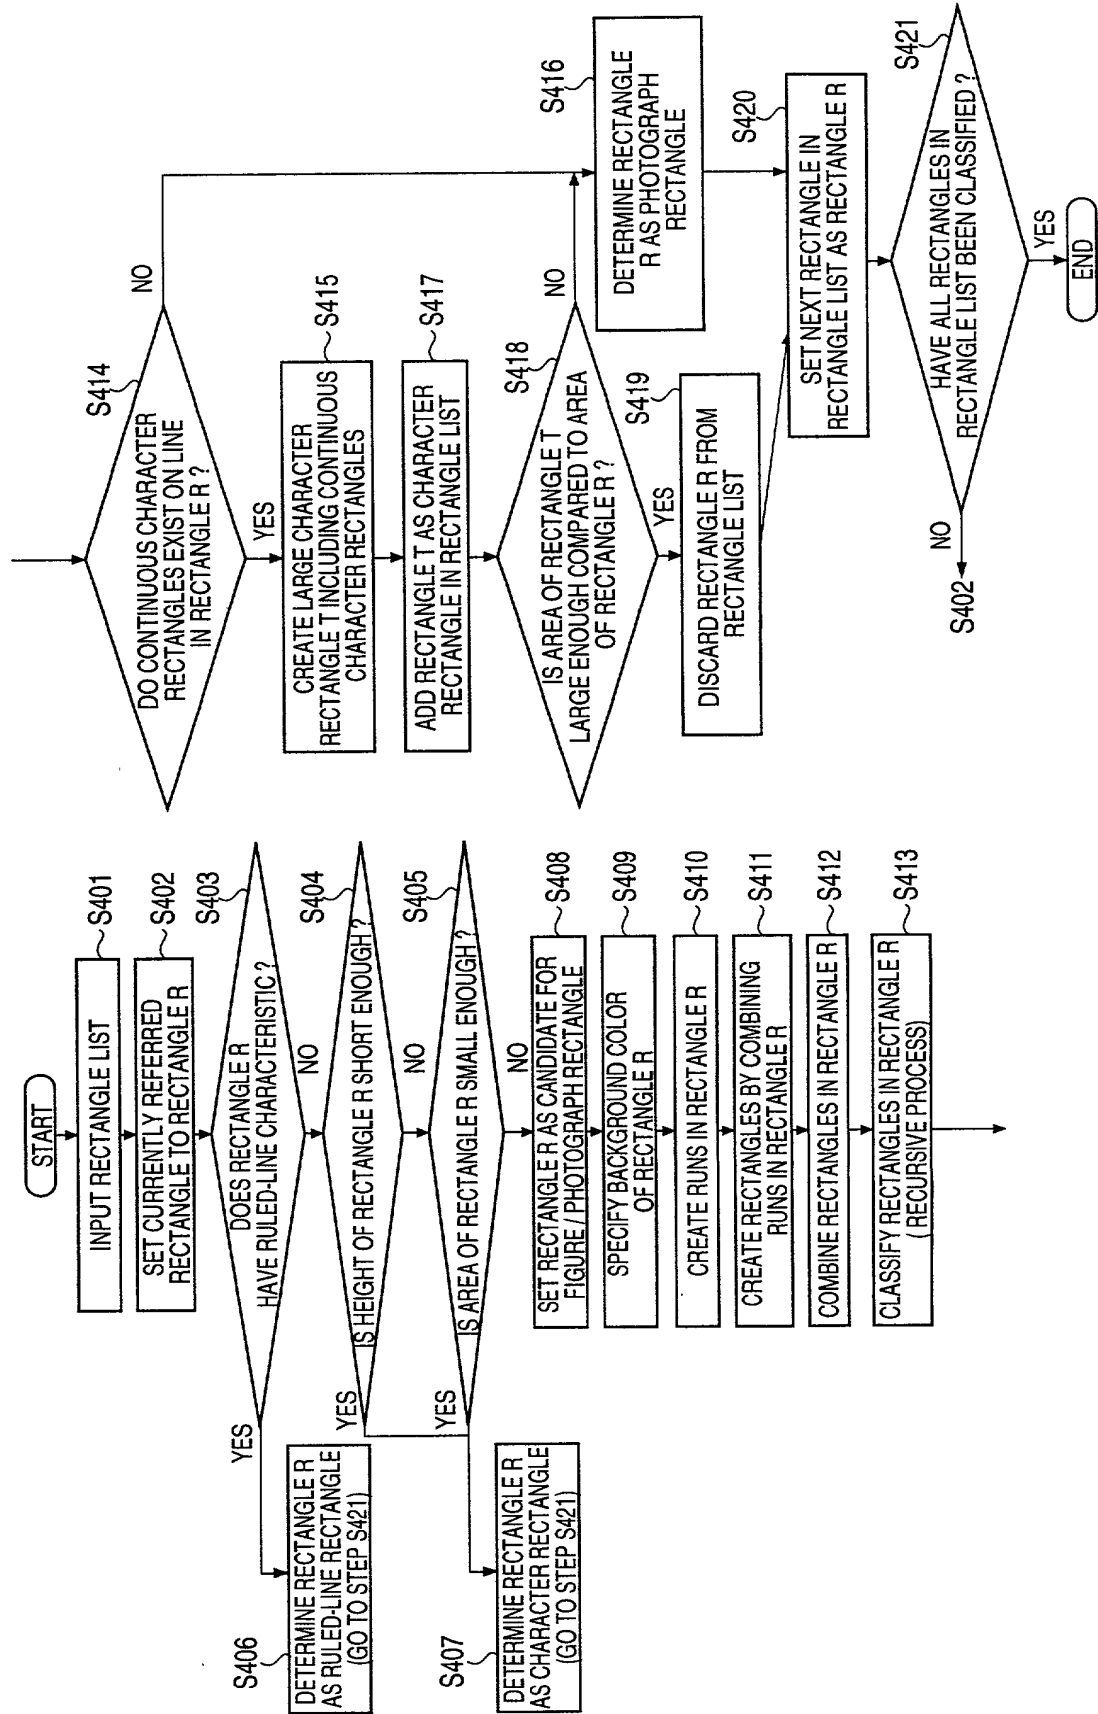 START
INPUT RECTANGLE LIST
S401
SET CURRENTLY REFERRED
RECTANGLE TO RECTANGLE R
S402
DOES RECTANGLE R
HAVE RULED-LINE CHARACTERISTIC ?
S403
YES
NO
S406
DETERMINE RECTANGLE R
AS RULED-LINE RECTANGLE
(GO TO STEP S421)
IS HEIGHT OF RECTANGLE R SHORT ENOUGH ?
S404
YES
NO
IS AREA OF RECTANGLE R SMALL ENOUGH ?
S405
YES
NO
S407
DETERMINE RECTANGLE R
AS CHARACTER RECTANGLE
(GO TO STEP S421)
SET RECTANGLE R AS CANDIDATE FOR
FIGURE / PHOTOGRAPH RECTANGLE
S408
SPECIFY BACKGROUND COLOR
OF RECTANGLE R
S409
CREATE RUNS IN RECTANGLE R
S410
CREATE RECTANGLES BY COMBINING
RUNS IN RECTANGLE R
S411
COMBINE RECTANGLES IN RECTANGLE R
S412
CLASSIFY RECTANGLES IN RECTANGLE R
( RECURSIVE PROCESS)
S413
DO CONTINUOUS CHARACTER
RECTANGLES EXIST ON LINE
IN RECTANGLE R ?
S414
NO
YES
CREATE LARGE CHARACTER
RECTANGLE T INCLUDING CONTINUOUS
CHARACTER RECTANGLES
S415
ADD RECTANGLE T AS CHARACTER
RECTANGLE IN RECTANGLE LIST
S417
IS AREA OF RECTANGLE T
LARGE ENOUGH COMPARED TO AREA
OF RECTANGLE R ?
S418
NO
YES
DETERMINE RECTANGLE
R AS PHOTOGRAPH
RECTANGLE
S416
DISCARD RECTANGLE R FROM
RECTANGLE LIST
S419
SET NEXT RECTANGLE IN
RECTANGLE LIST AS RECTANGLE R
S420
HAVE ALL RECTANGLES IN
RECTANGLE LIST BEEN CLASSIFIED ?
S421
NO
S402
YES
END